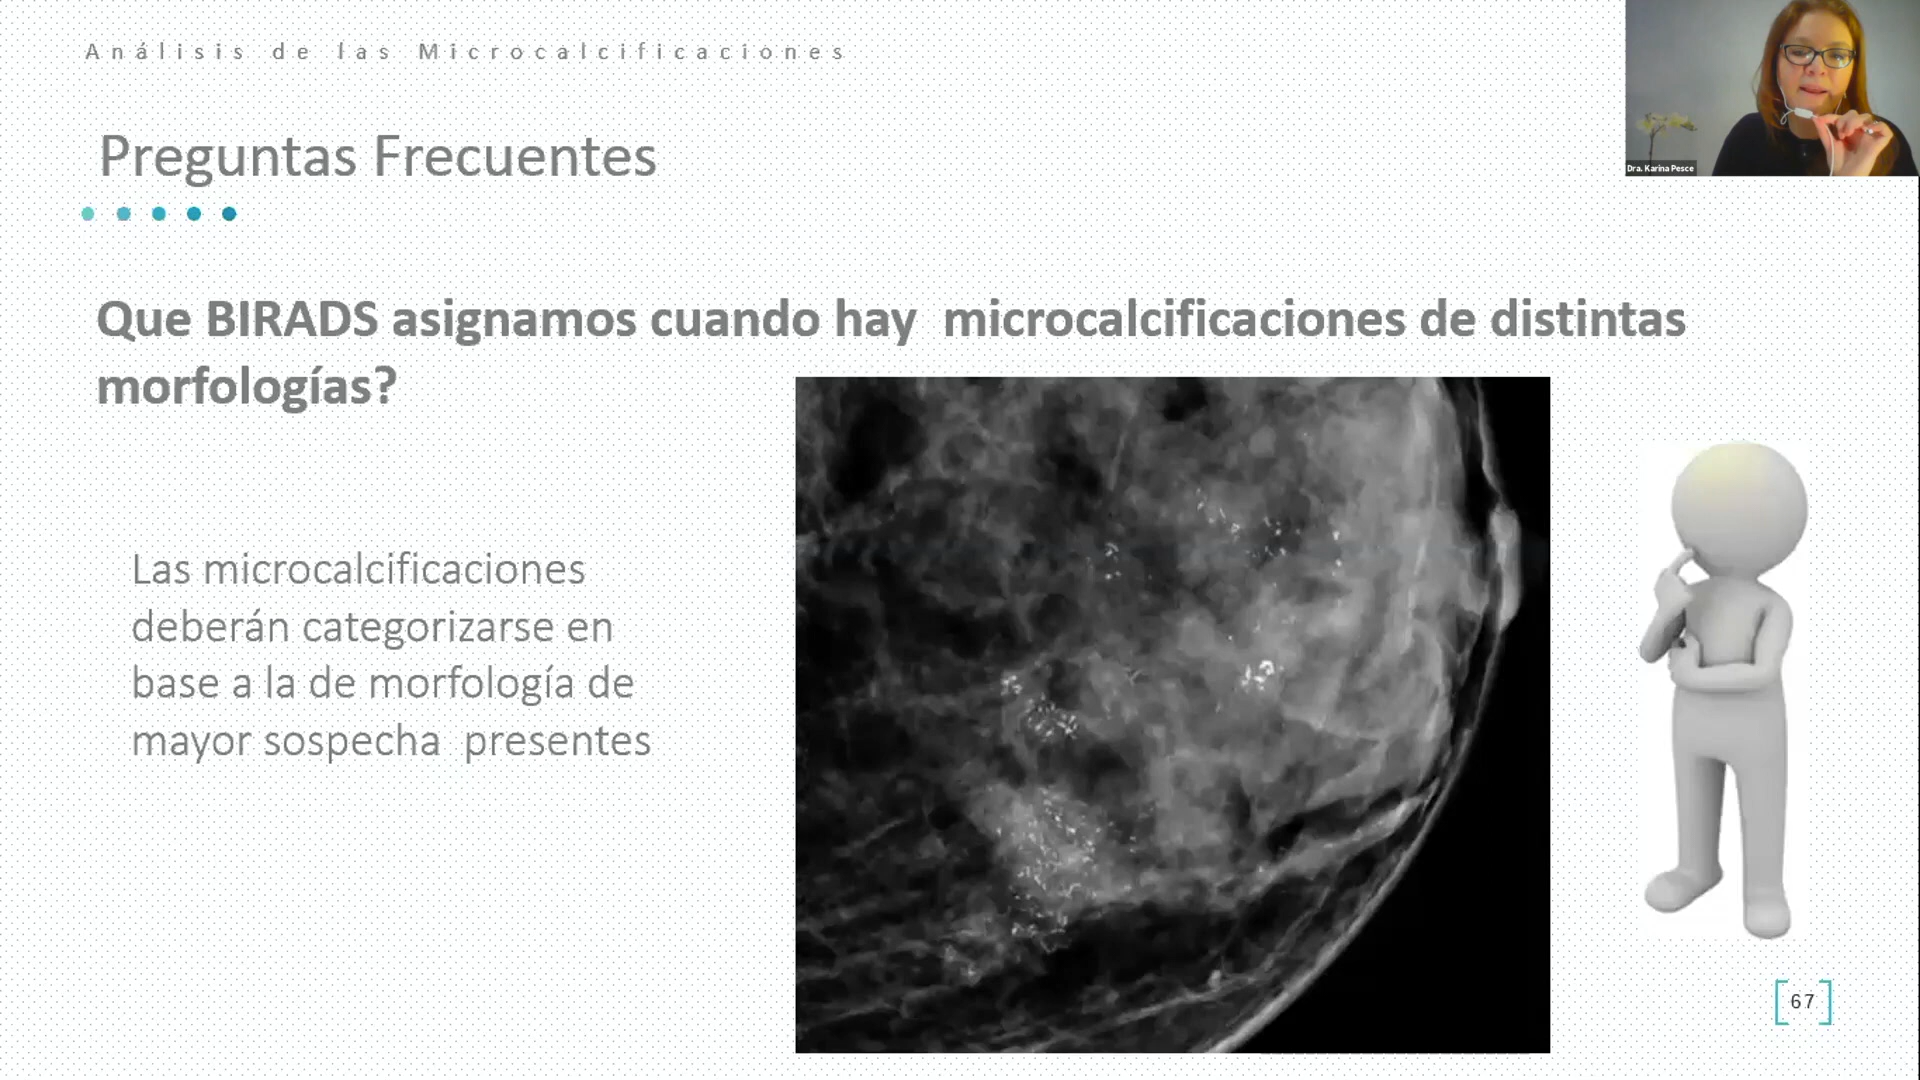 Análisis de las Microcalcificaciones
Preguntas Frecuentes
Dra. Karina Pesce
Que BIRADS asignamos cuando hay microcalcificaciones de distintas
morfologías?
Las microcalcificaciones
deberán categorizarse en
base a la de morfología de
mayor sospecha presentes
67